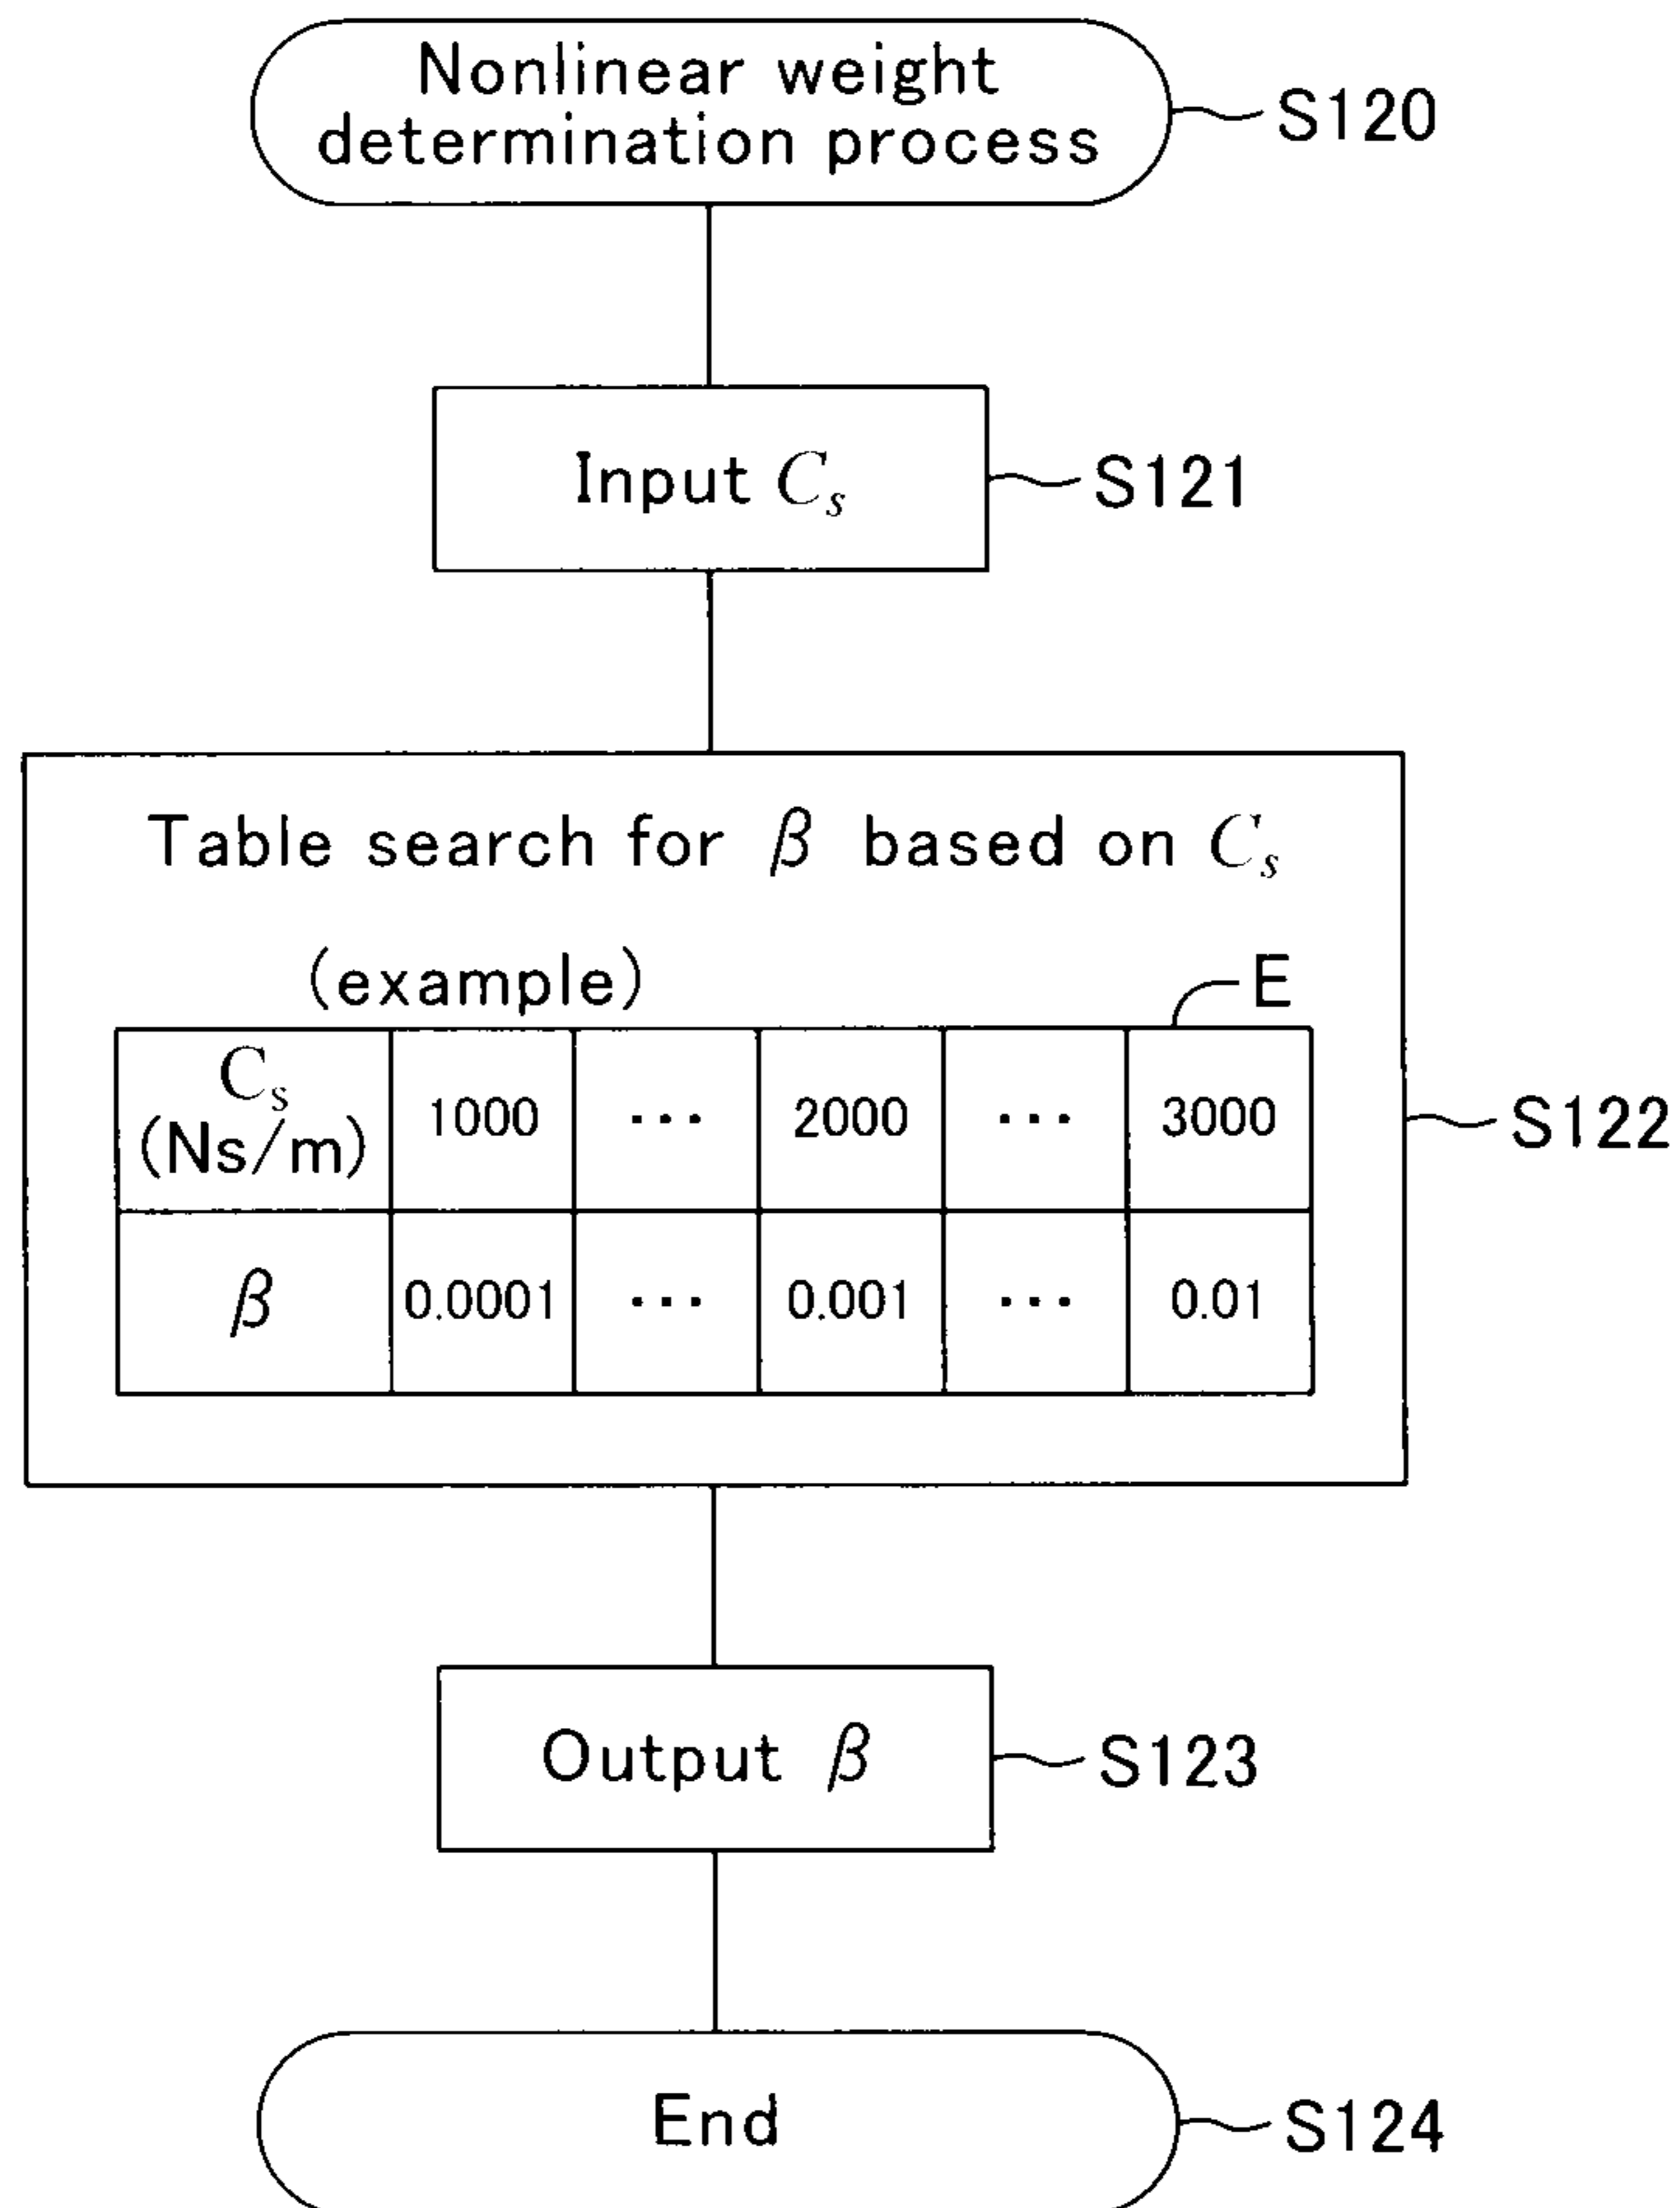 Nonlinear weight
determination process
S120
Input Cs
S121
Table search for β based on Cs
(example)
E
Cs
(Ns/m)
1000 ... 2000 ... 3000
S122
β 0.0001 ... 0.001 ... 0.01
Output β
S123
End
S124